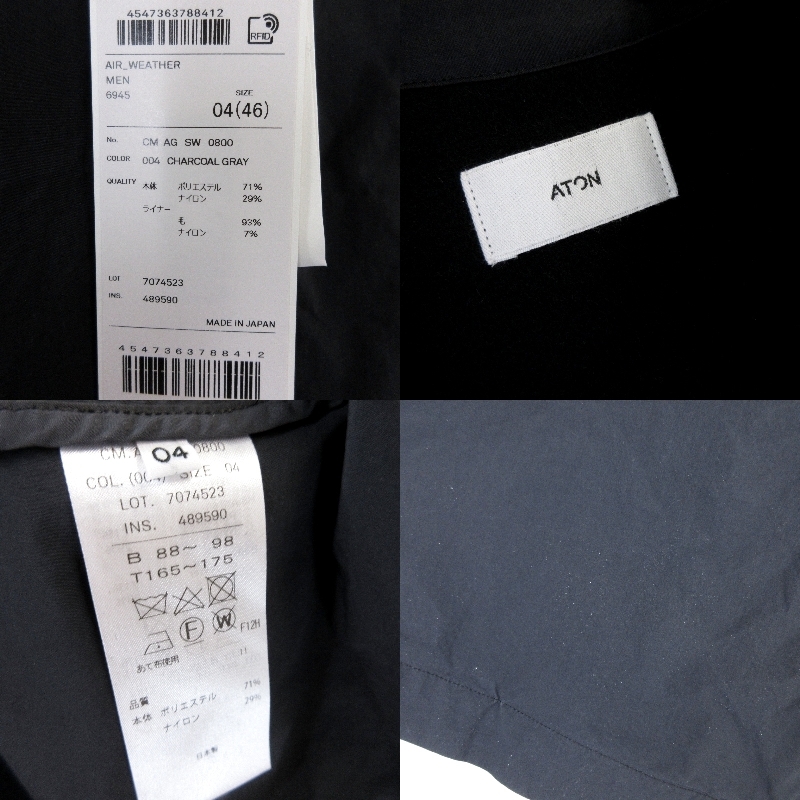 4547363788412
RFID
AIR_WEATHER
MEN
6945
SIZE
04(46)
No. CM AG SW 0800
COLOR 004 CHARCOAL GRAY
QUALITY 本体 ポリエステル 71%
ナイロン 29%
ライナー
毛 93%
ナイロン 7%
LOT 7074523
INS. 489590
MADE IN JAPAN
4547363788412
ATON
CM.A 04 0800
COL. SIZE 04
LOT. 7074523
INS. 489590
B 88～ 98
T165～175
F W F12H
あて布使用 11
品質
本体 ポリエステル 71%
ナイロン 29%
日本製